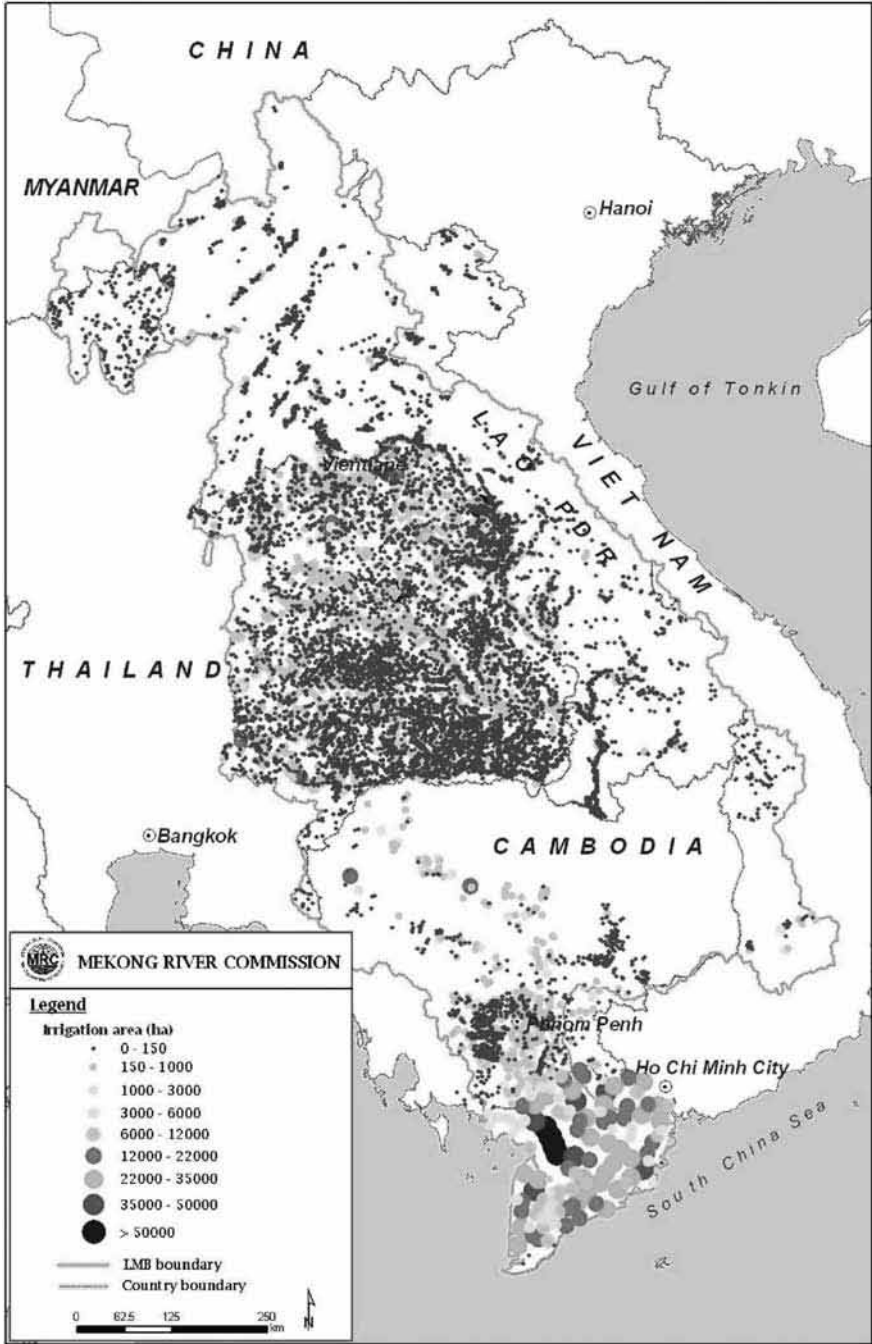 CHINA
MYANMAR
Hanoi
Gulf of Tonkin
LAO PDR
VIET NAM
Vientiane
THAILAND
Bangkok
CAMBODIA
Phnom Penh
Ho Chi Minh City
South China Sea
MRC
MEKONG RIVER COMMISSION
Legend
Irrigation area (ha)
0 - 150
150 - 1000
1000 - 3000
3000 - 6000
6000 - 12000
12000 - 22000
22000 - 35000
35000 - 50000
> 50000
LMB boundary
Country boundary
0 62.5 125 250
km
N